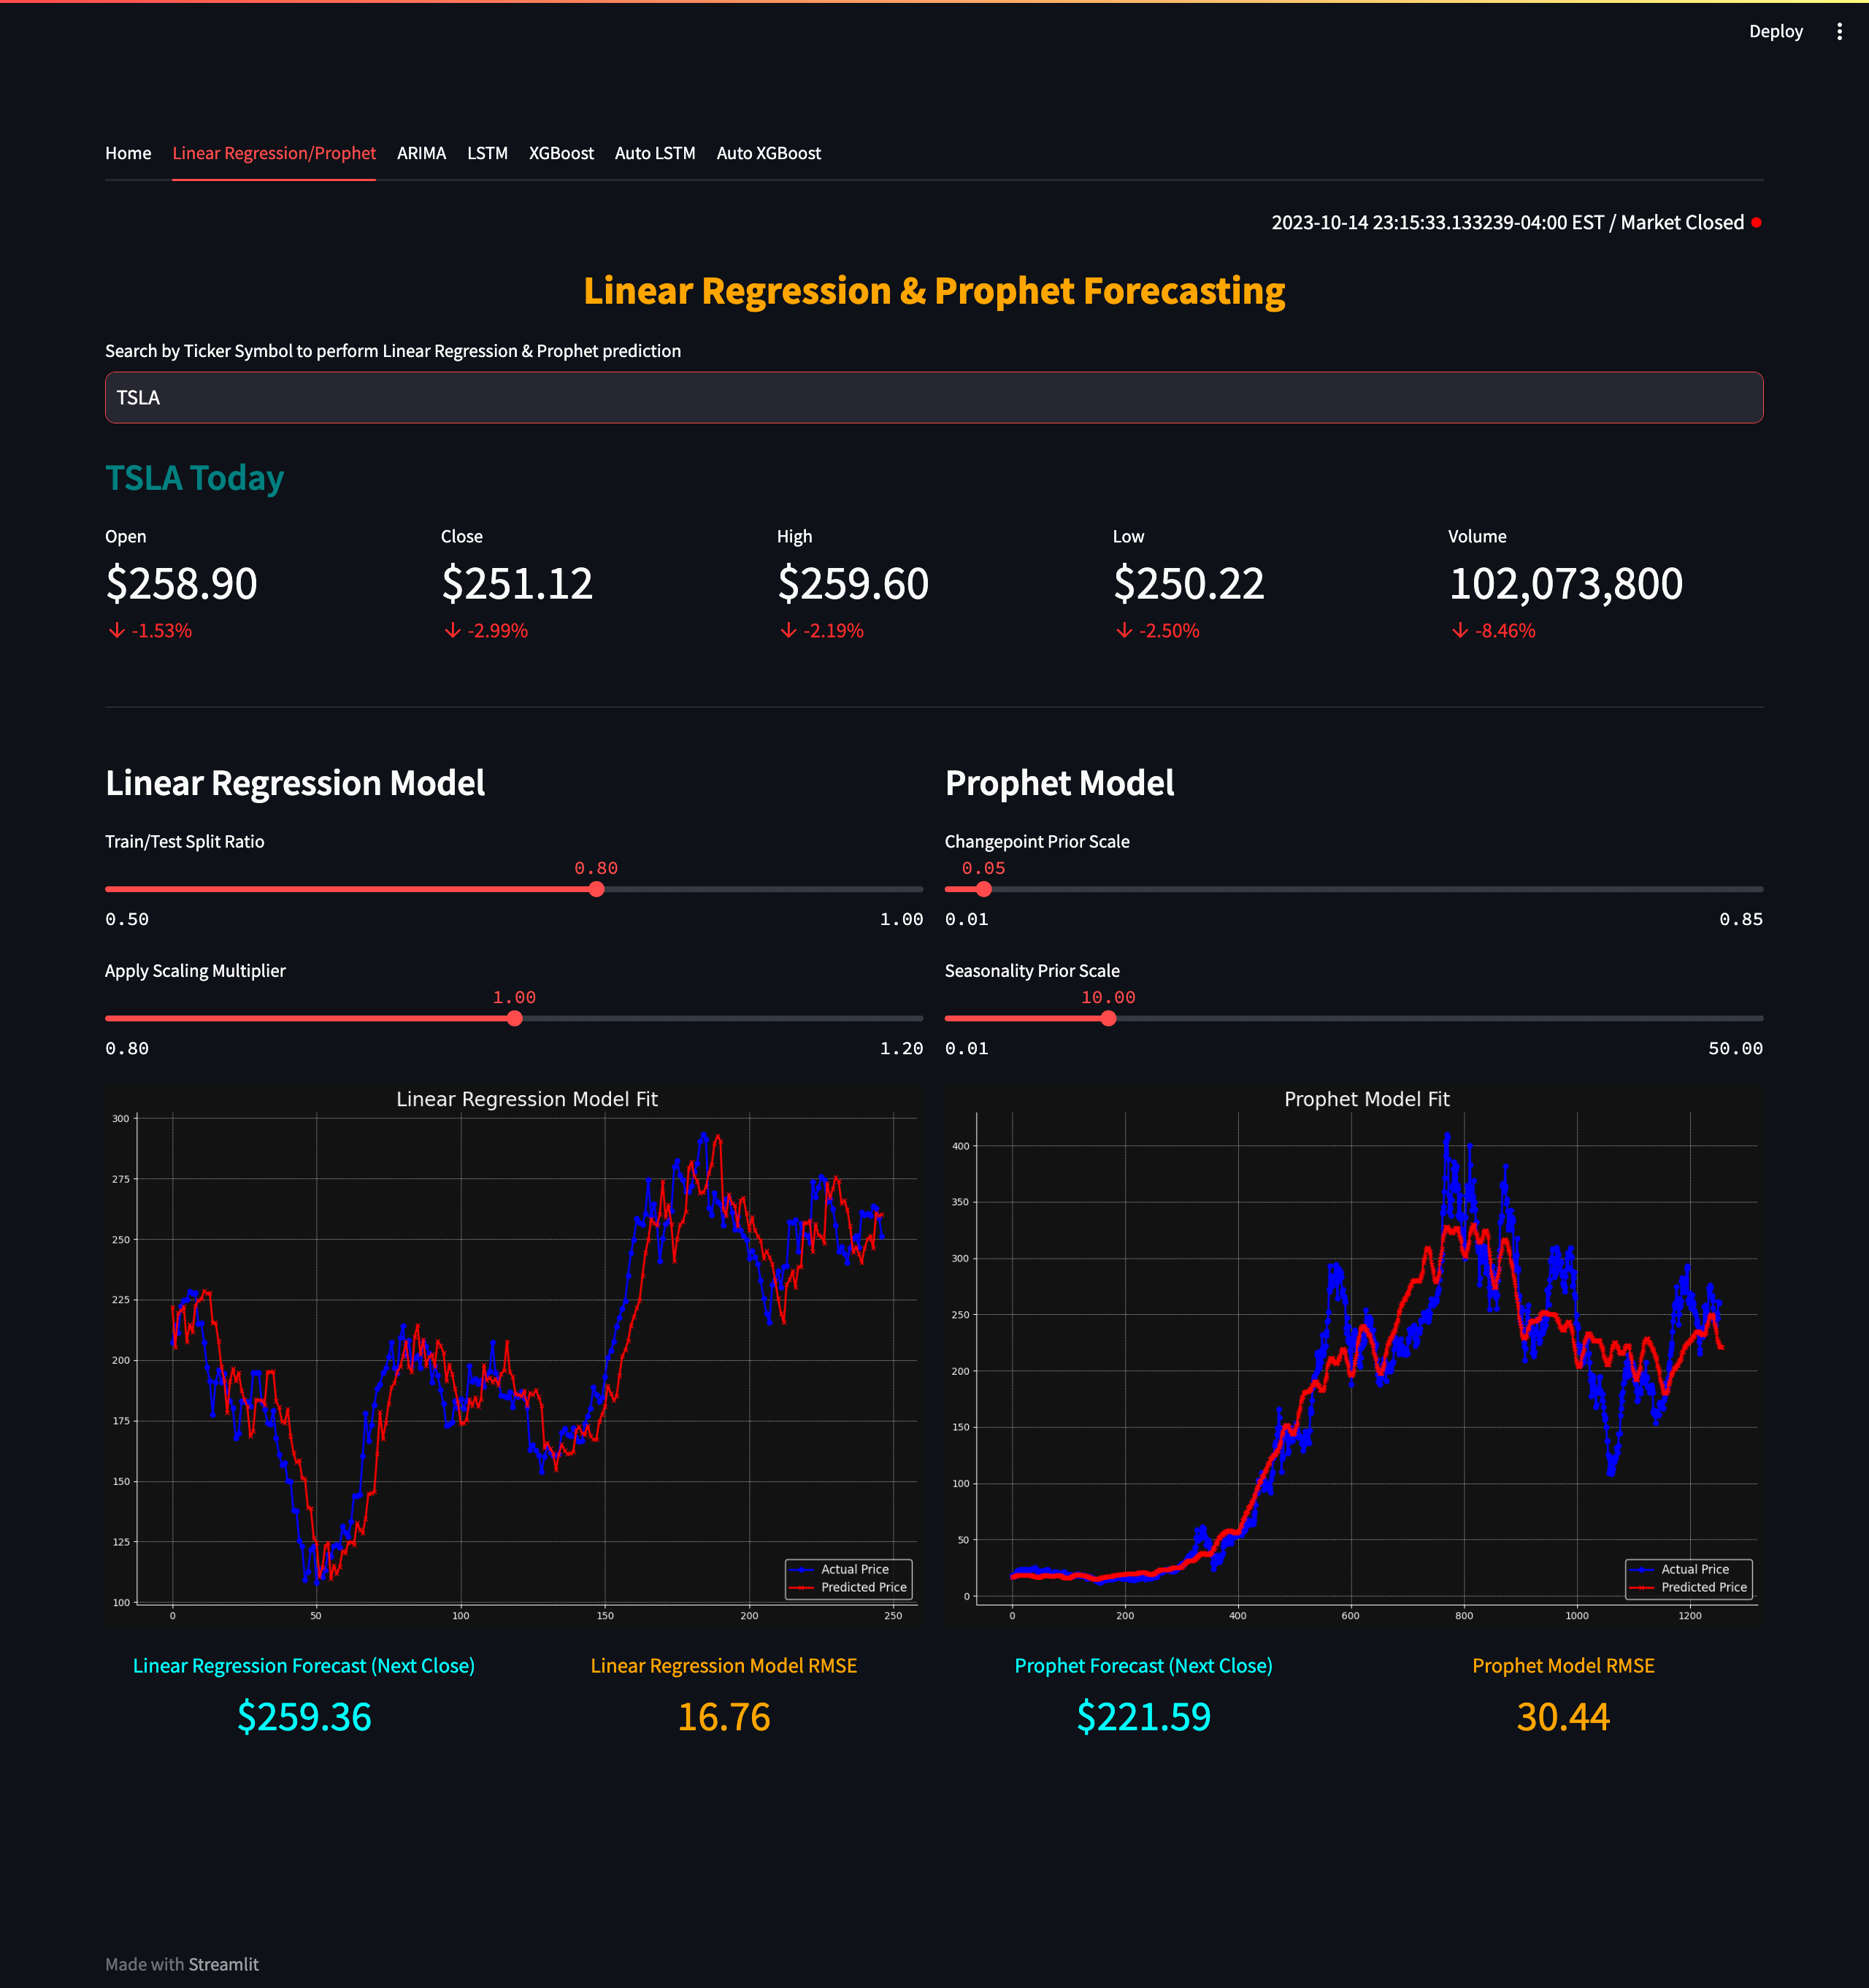 Deploy
Home Linear Regression/Prophet ARIMA LSTM XGBoost Auto LSTM Auto XGBoost
2023-10-14 23:15:33.133239-04:00 EST / Market Closed
Linear Regression & Prophet Forecasting
Search by Ticker Symbol to perform Linear Regression & Prophet prediction
TSLA
TSLA Today
Open Close High Low Volume
$258.90 $251.12 $259.60 $250.22 102,073,800
-1.53% -2.99% -2.19% -2.50% -8.46%
Linear Regression Model
Train/Test Split Ratio
0.80
0.50 1.00
Apply Scaling Multiplier
1.00
0.80 1.20
Linear Regression Model Fit
300
275
250
225
200
175
150
125
100
0 50 100 150 200 250
Actual Price
Predicted Price
Linear Regression Forecast (Next Close) Linear Regression Model RMSE
$259.36 16.76
Prophet Model
Changepoint Prior Scale
0.05
0.01 0.85
Seasonality Prior Scale
10.00
0.01 50.00
Prophet Model Fit
400
350
300
250
200
150
100
50
0
0 200 400 600 800 1000 1200
Actual Price
Predicted Price
Prophet Forecast (Next Close) Prophet Model RMSE
$221.59 30.44
Made with Streamlit